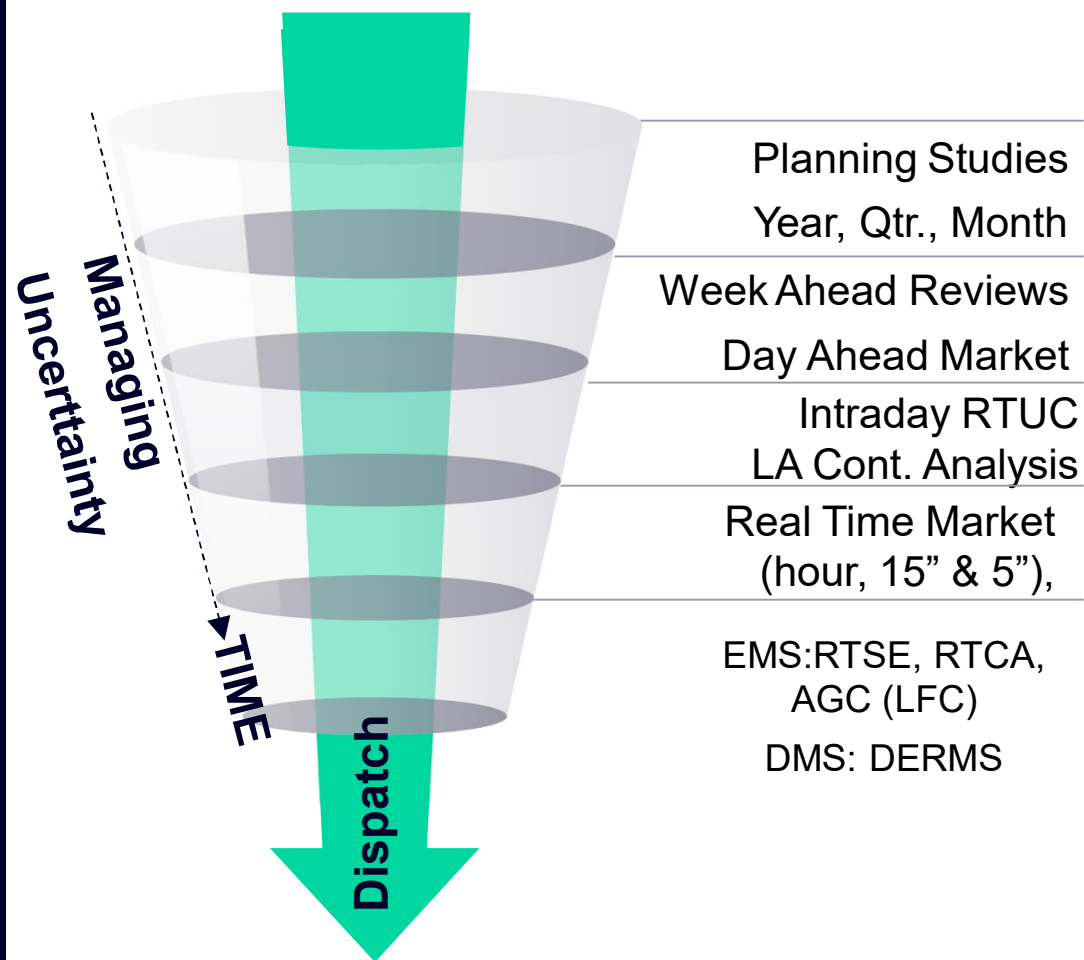 Planning Studies
Year, Qtr., Month
Week Ahead Reviews
Day Ahead Market
Intraday RTUC
LA Cont. Analysis
Real Time Market
(hour, 15” & 5”),
EMS:RTSE, RTCA,
AGC (LFC)
DMS: DERMS
Managing
Uncerttainty
TIME
Dispatch